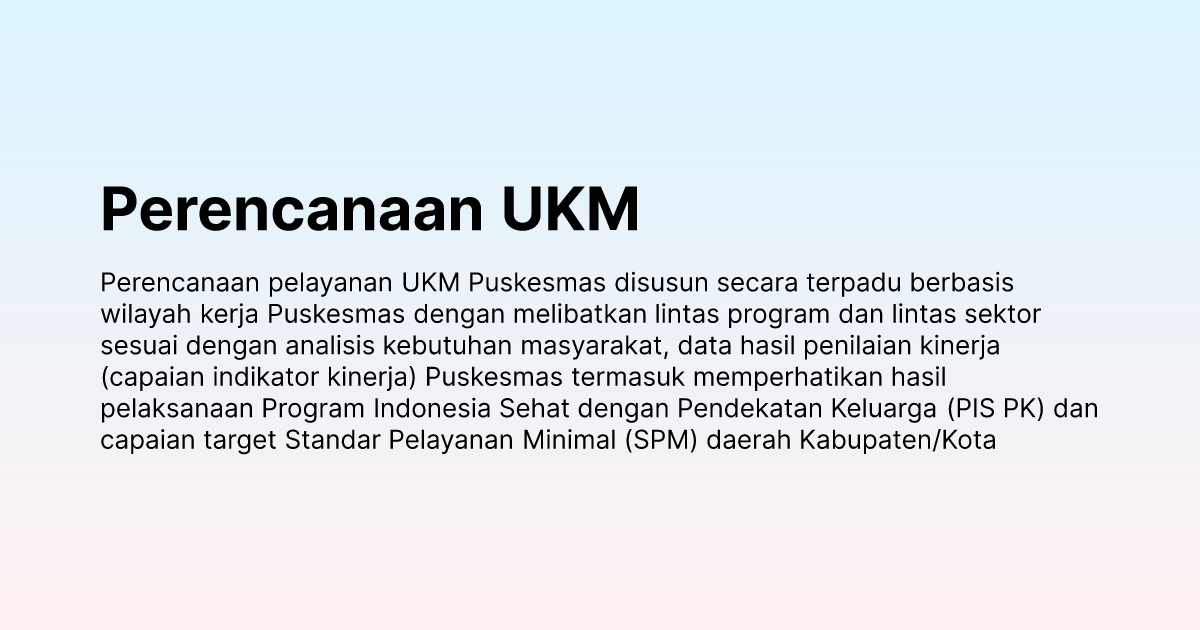 Perencanaan UKM
Perencanaan pelayanan UKM Puskesmas disusun secara terpadu berbasis
wilayah kerja Puskesmas dengan melibatkan lintas program dan lintas sektor
sesuai dengan analisis kebutuhan masyarakat, data hasil penilaian kinerja
(capaian indikator kinerja) Puskesmas termasuk memperhatikan hasil
pelaksanaan Program Indonesia Sehat dengan Pendekatan Keluarga (PIS PK) dan
capaian target Standar Pelayanan Minimal (SPM) daerah Kabupaten/Kota